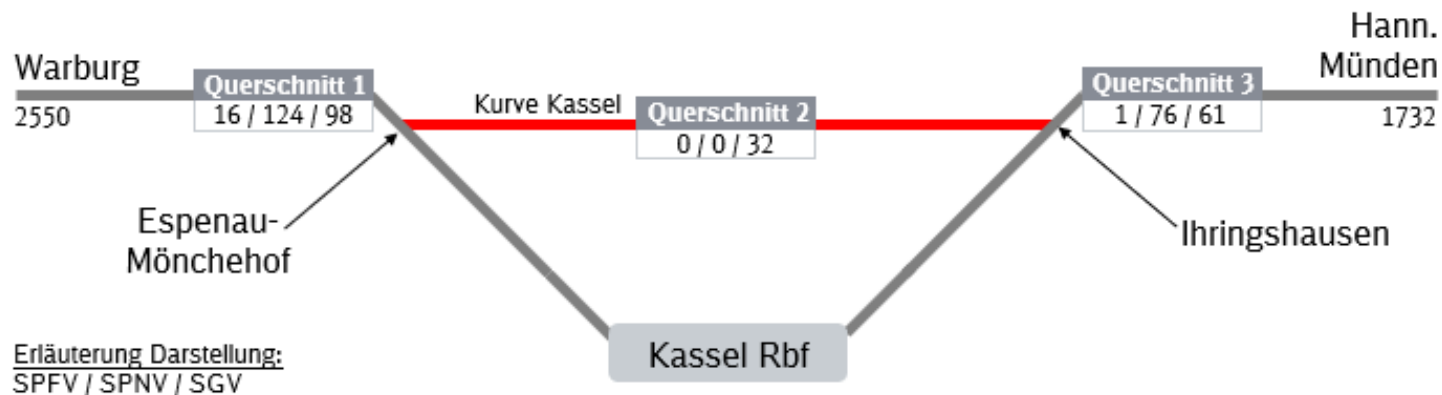 Warburg
2550
Querschnitt 1
16 / 124 / 98
Kurve Kassel
Querschnitt 2
0 / 0 / 32
Querschnitt 3
1 / 76 / 61
Hann.
Münden
1732
Espenau-
Mönchehof
Ihringshausen
Kassel Rbf
Erläuterung Darstellung:
SPFV / SPNV / SGV